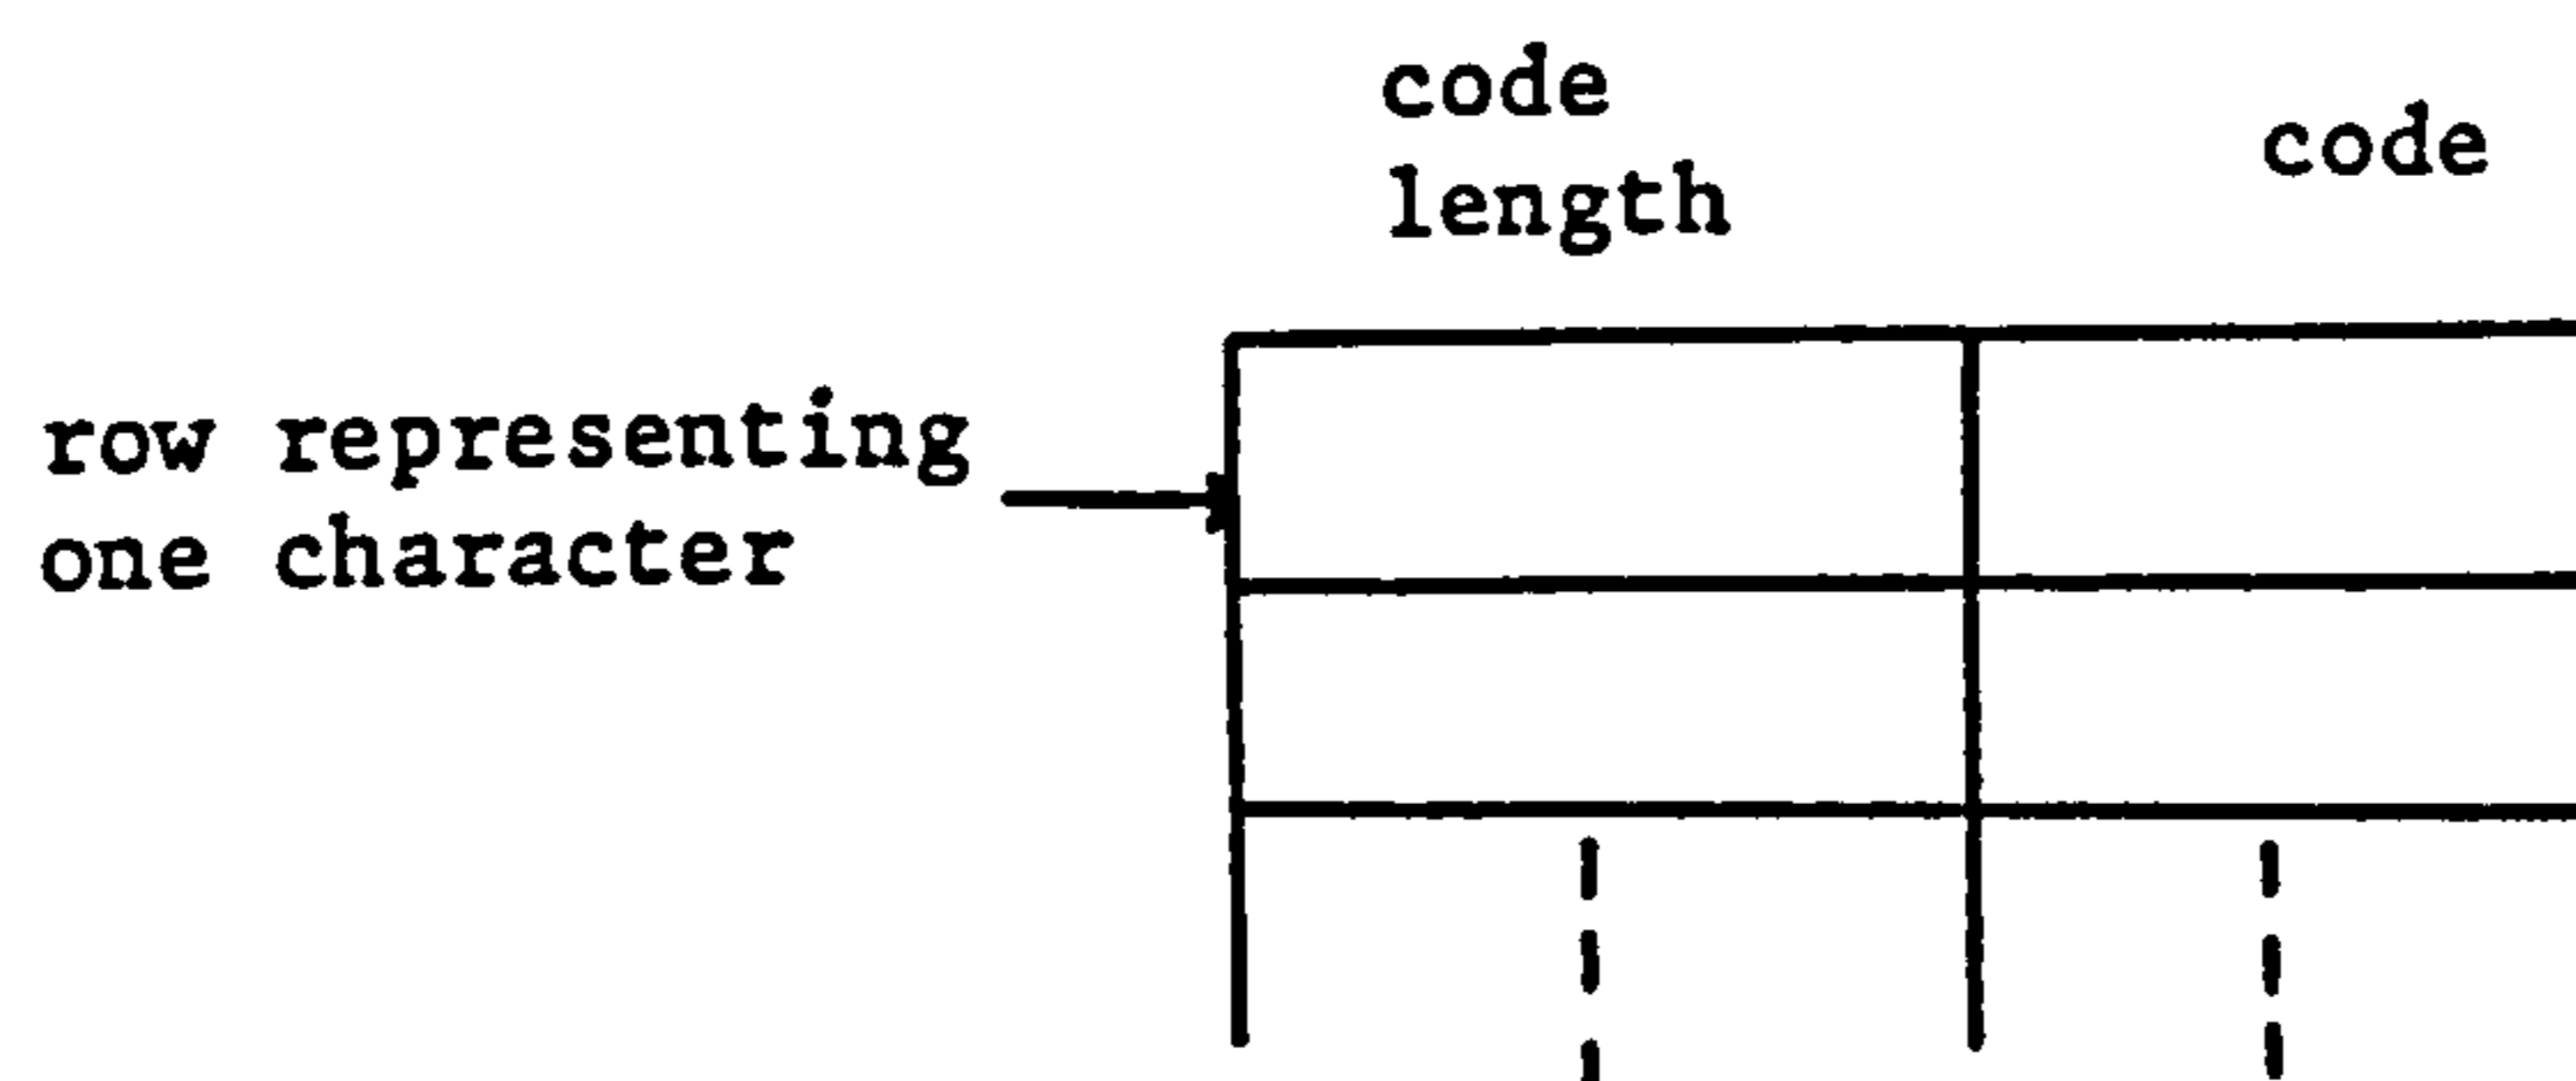 code
length
code
row representing
one character